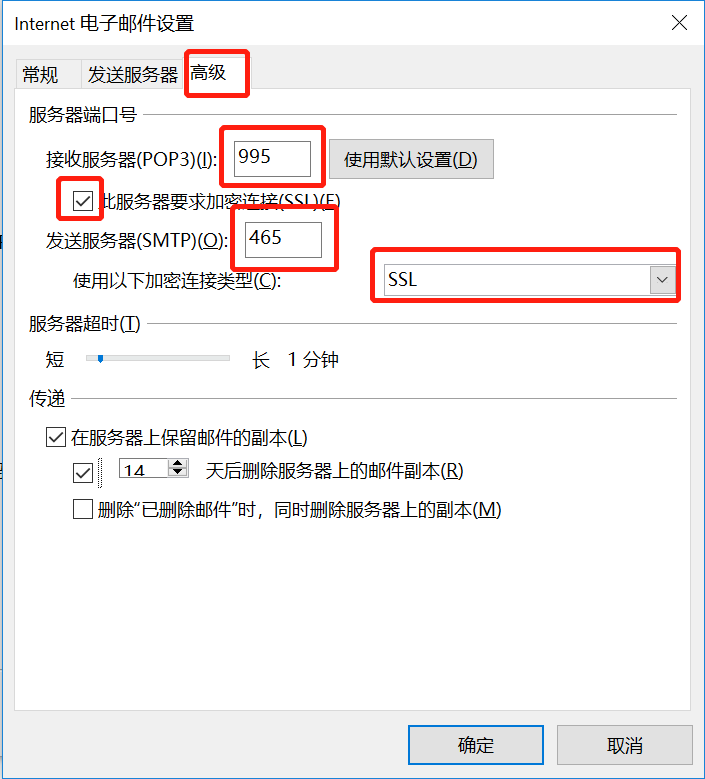 Internet 电子邮件设置
常规 发送服务器 高级
服务器端口号
接收服务器(POP3)(I): 995 使用默认设置(D)
此服务器要求加密连接(SSL)(E)
发送服务器(SMTP)(O): 465
使用以下加密连接类型(C): SSL
服务器超时(T)
短 长 1 分钟
传递
在服务器上保留邮件的副本(L)
14 天后删除服务器上的邮件副本(R)
删除“已删除邮件”时，同时删除服务器上的副本(M)
确定 取消